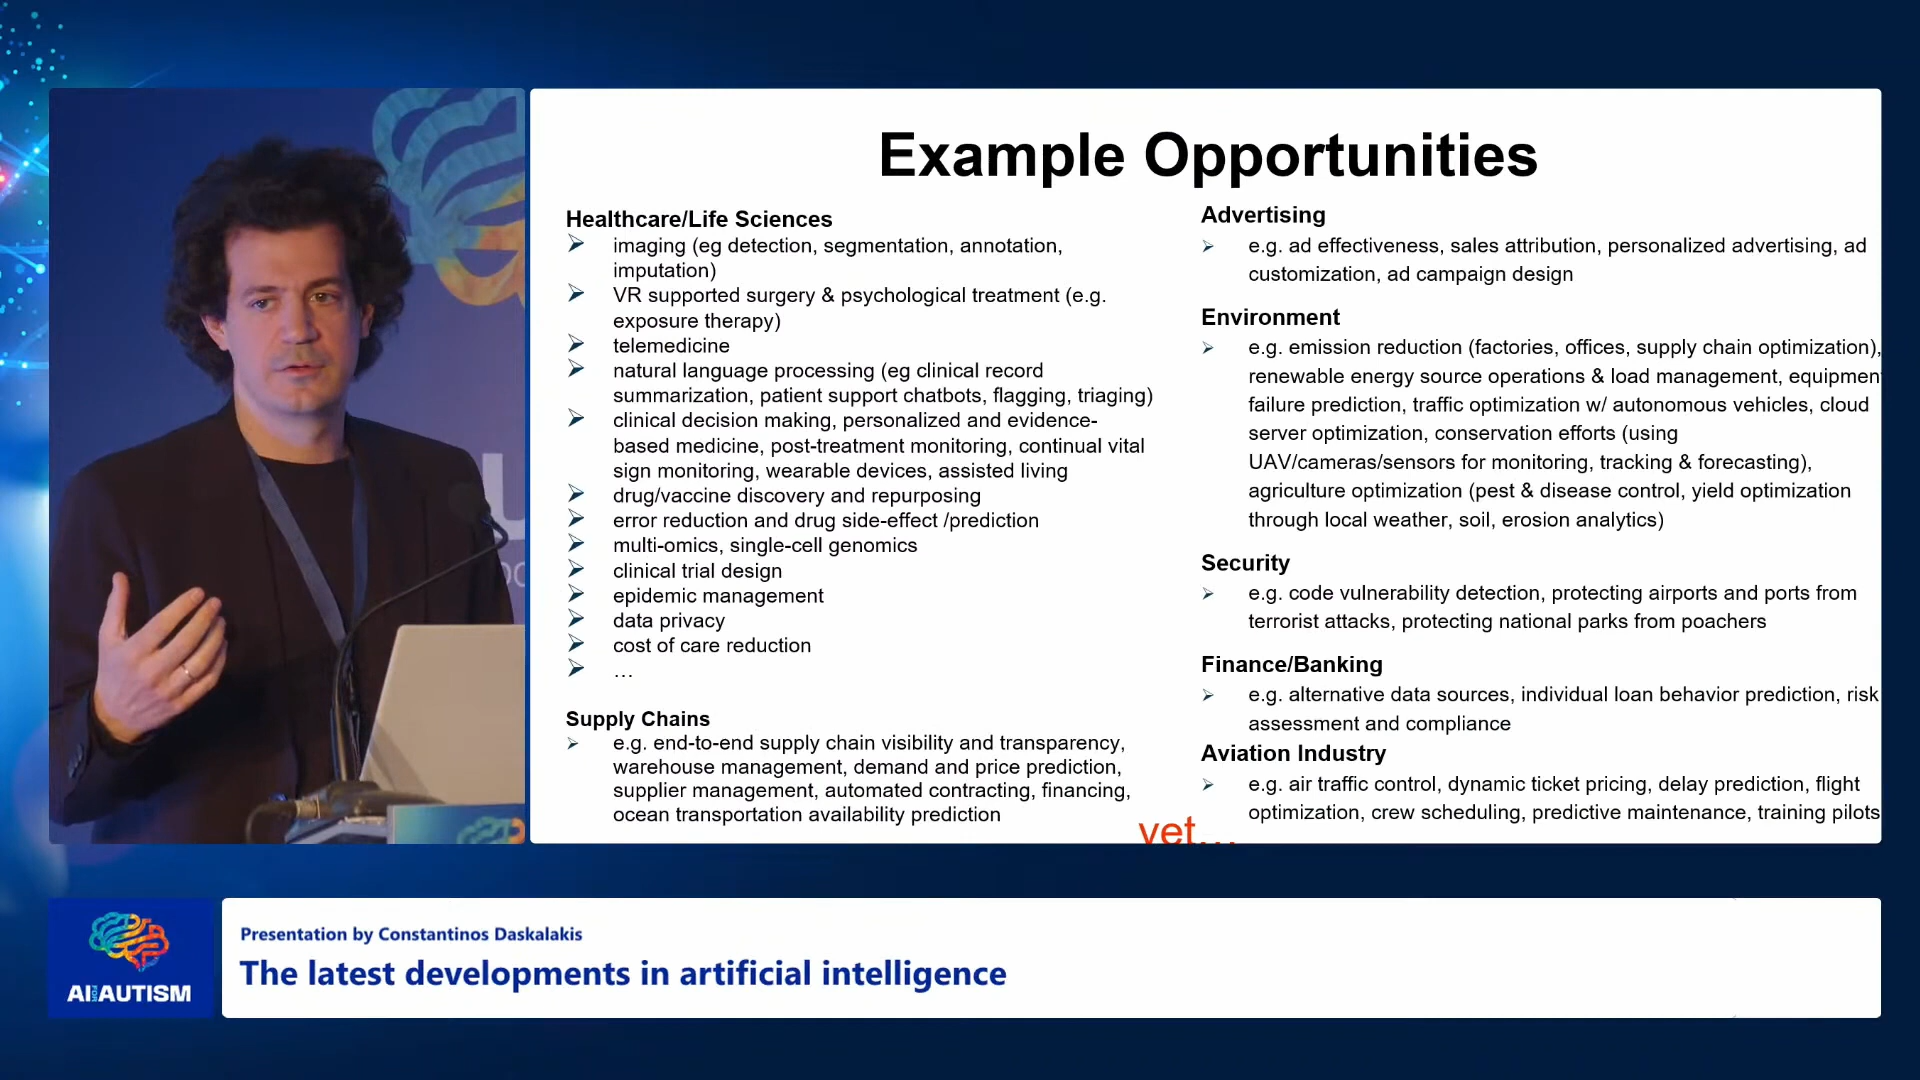 Example Opportunities
Healthcare/Life Sciences
imaging (eg detection, segmentation, annotation,
imputation)
VR supported surgery & psychological treatment (e.g.
exposure therapy)
telemedicine
natural language processing (eg clinical record
summarization, patient support chatbots, flagging, triaging)
clinical decision making, personalized and evidence-
based medicine, post-treatment monitoring, continual vital
sign monitoring, wearable devices, assisted living
drug/vaccine discovery and repurposing
error reduction and drug side-effect /prediction
multi-omics, single-cell genomics
clinical trial design
epidemic management
data privacy
cost of care reduction
…
Supply Chains
e.g. end-to-end supply chain visibility and transparency,
warehouse management, demand and price prediction,
supplier management, automated contracting, financing,
ocean transportation availability prediction
Advertising
e.g. ad effectiveness, sales attribution, personalized advertising, ad
customization, ad campaign design
Environment
e.g. emission reduction (factories, offices, supply chain optimization),
renewable energy source operations & load management, equipment
failure prediction, traffic optimization w/ autonomous vehicles, cloud
server optimization, conservation efforts (using
UAV/cameras/sensors for monitoring, tracking & forecasting),
agriculture optimization (pest & disease control, yield optimization
through local weather, soil, erosion analytics)
Security
e.g. code vulnerability detection, protecting airports and ports from
terrorist attacks, protecting national parks from poachers
Finance/Banking
e.g. alternative data sources, individual loan behavior prediction, risk
assessment and compliance
Aviation Industry
e.g. air traffic control, dynamic ticket pricing, delay prediction, flight
optimization, crew scheduling, predictive maintenance, training pilots
yet…
Presentation by Constantinos Daskalakis
The latest developments in artificial intelligence
AI FOR AUTISM